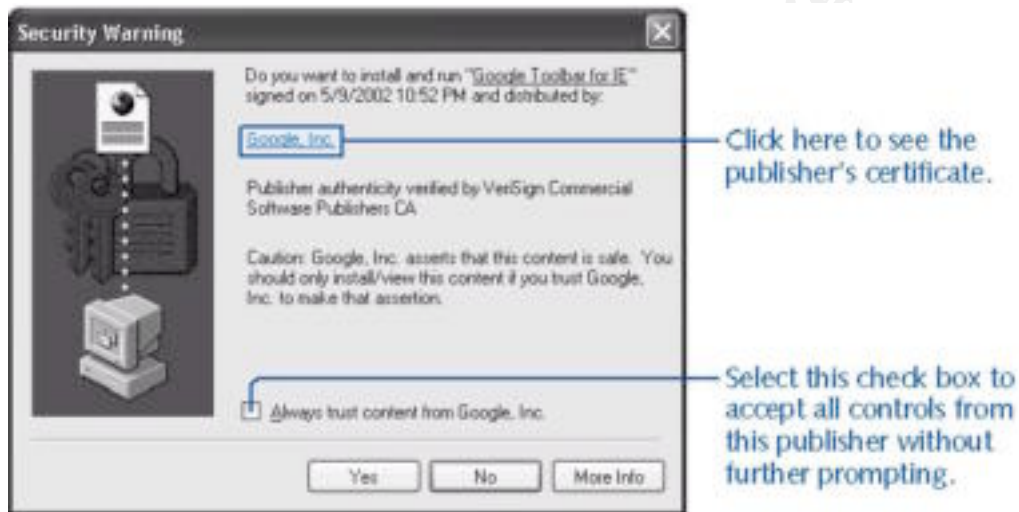 Security Warning
Do you want to install and run "Google Toolbar for IE"
signed on 5/9/2002 10:52 PM and distributed by:
Google, Inc.
Click here to see the
publisher's certificate.
Publisher authenticity verified by VeriSign Commercial
Software Publishers CA
Caution: Google, Inc. asserts that this content is safe. You
should only install/view this content if you trust Google,
Inc. to make that assertion.
Always trust content from Google, Inc.
Select this check box to
accept all controls from
this publisher without
further prompting.
Yes
No
More Info